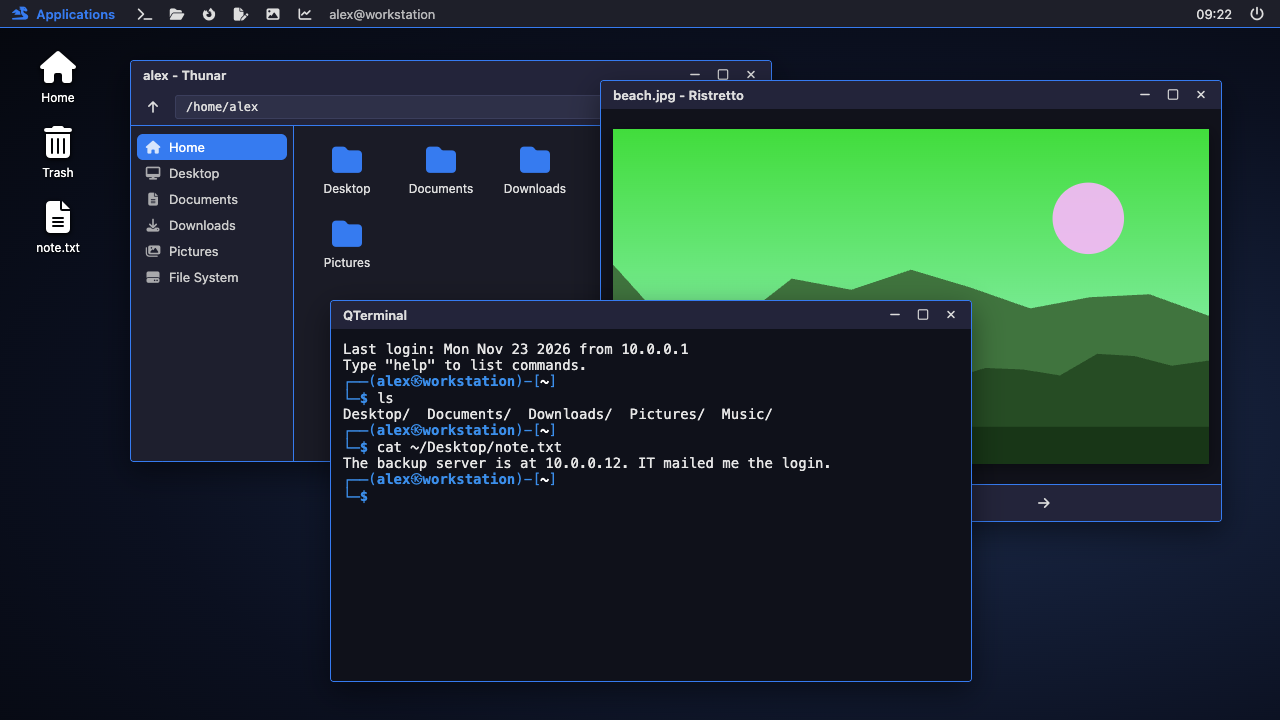 Applications
alex@workstation
09:22
Home
Trash
note.txt
alex - Thunar
/home/alex
Home
Desktop
Documents
Downloads
Pictures
File System
Desktop Documents Downloads
Pictures
beach.jpg - Ristretto
QTerminal
Last login: Mon Nov 23 2026 from 10.0.0.1
Type "help" to list commands.
┌──(alex㉿workstation)-[~]
└─$ ls
Desktop/  Documents/  Downloads/  Pictures/  Music/
┌──(alex㉿workstation)-[~]
└─$ cat ~/Desktop/note.txt
The backup server is at 10.0.0.12. IT mailed me the login.
┌──(alex㉿workstation)-[~]
└─$